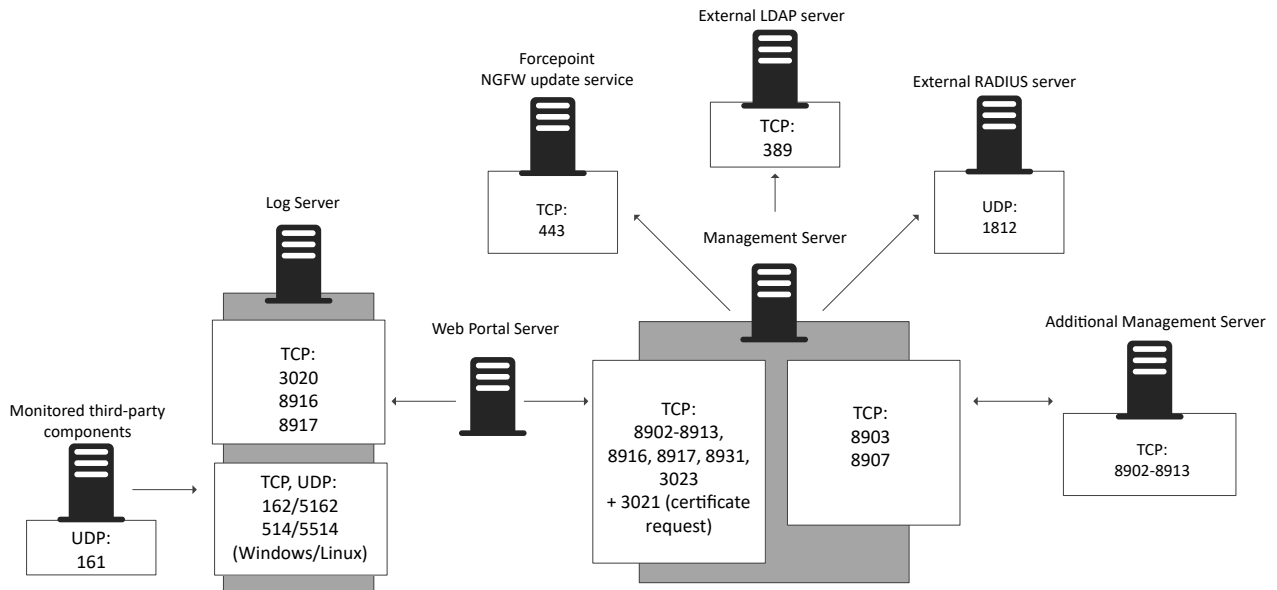 External LDAP server
TCP:
389
Forcepoint
NGFW update service
TCP:
443
External RADIUS server
UDP:
1812
Log Server
TCP:
3020
8916
8917
TCP, UDP:
162/5162
514/5514
(Windows/Linux)
Monitored third-party
components
UDP:
161
Web Portal Server
Management Server
TCP:
8902-8913,
8916, 8917, 8931,
3023
+ 3021 (certificate
request)
TCP:
8903
8907
Additional Management Server
TCP:
8902-8913